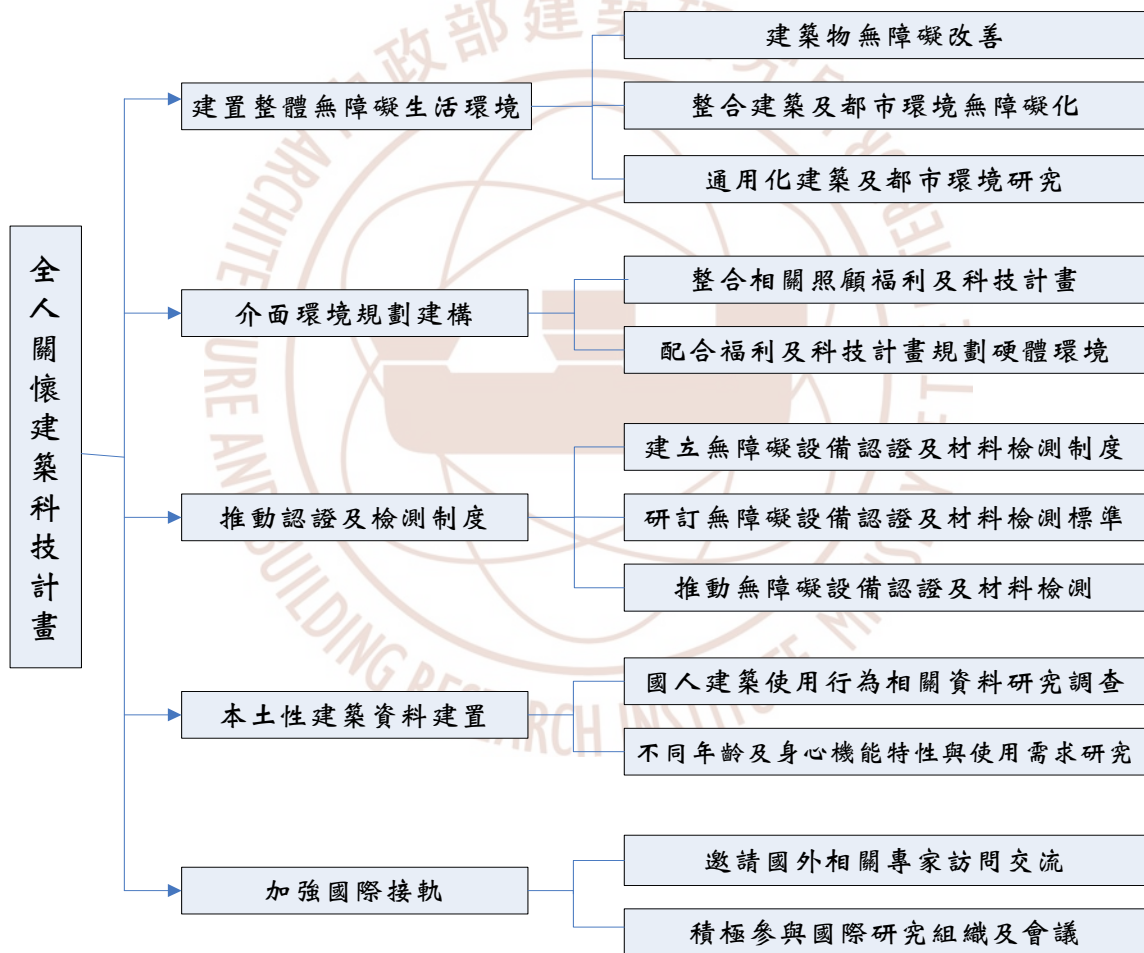 全人關懷建築科技計畫
建置整體無障礙生活環境
建築物無障礙改善
整合建築及都市環境無障礙化
通用化建築及都市環境研究
介面環境規劃建構
整合相關照顧福利及科技計畫
配合福利及科技計畫規劃硬體環境
推動認證及檢測制度
建立無障礙設備認證及材料檢測制度
研訂無障礙設備認證及材料檢測標準
推動無障礙設備認證及材料檢測
本土性建築資料建置
國人建築使用行為相關資料研究調查
不同年齡及身心機能特性與使用需求研究
加強國際接軌
邀請國外相關專家訪問交流
積極參與國際研究組織及會議